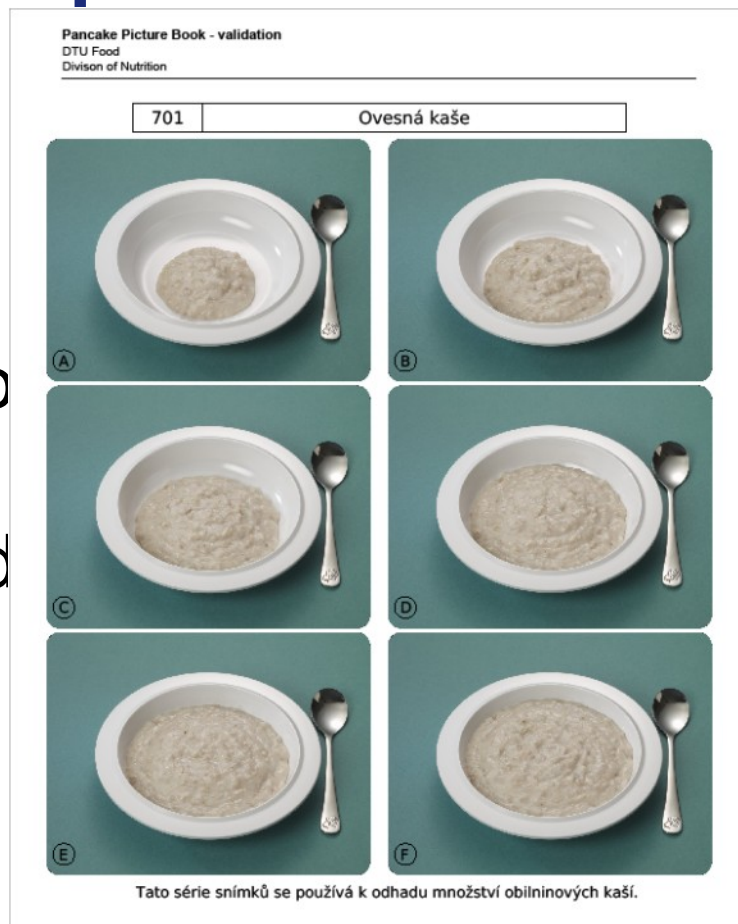 Pancake Picture Book - validation
DTU Food
Divison of Nutrition
701 Ovesná kaše
A B
C D
E F
Tato série snímků se používá k odhadu množství obilninových kaší.